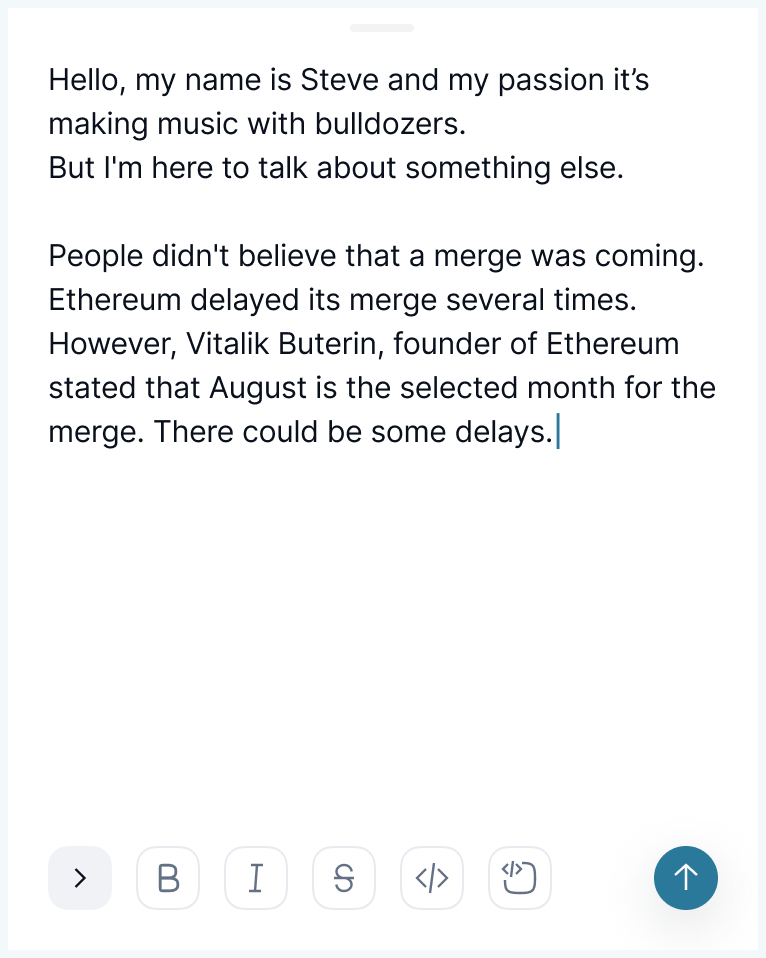 Hello, my name is Steve and my passion it’s
making music with bulldozers.
But I'm here to talk about something else.
People didn't believe that a merge was coming.
Ethereum delayed its merge several times.
However, Vitalik Buterin, founder of Ethereum
stated that August is the selected month for the
merge. There could be some delays.
B I S </> </>